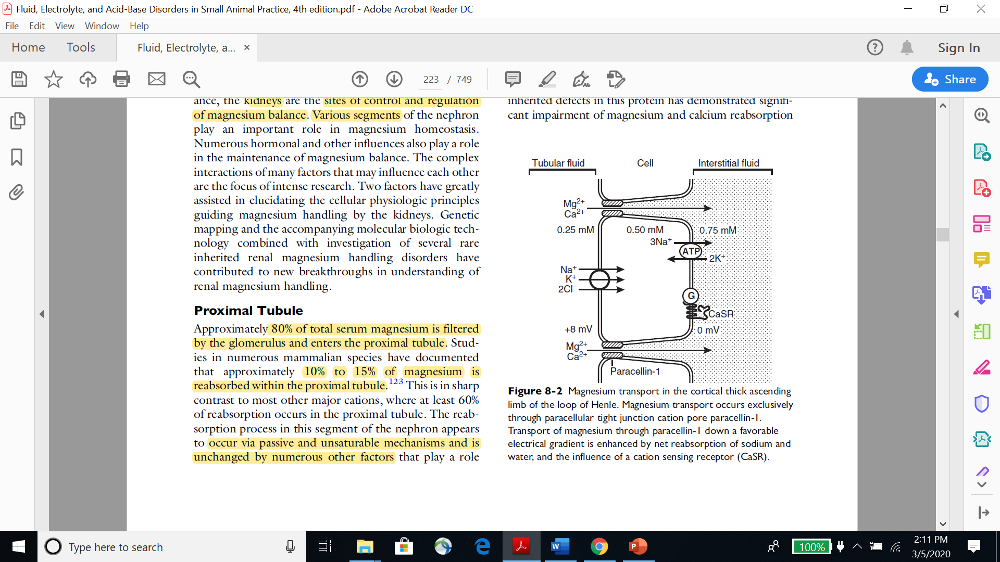 Fluid, Electrolyte, and Acid-Base Disorders in Small Animal Practice, 4th edition.pdf - Adobe Acrobat Reader DC
File Edit View Window Help
Home Tools Fluid, Electrolyte, a... × Sign In
223 / 749 Share
ance, the kidneys are the sites of control and regulation
of magnesium balance. Various segments of the nephron
play an important role in magnesium homeostasis.
Numerous hormonal and other influences also play a role
in the maintenance of magnesium balance. The complex
interactions of many factors that may influence each other
are the focus of intense research. Two factors have greatly
assisted in elucidating the cellular physiologic principles
guiding magnesium handling by the kidneys. Genetic
mapping and the accompanying molecular biologic tech-
nology combined with investigation of several rare
inherited renal magnesium handling disorders have
contributed to new breakthroughs in understanding of
renal magnesium handling.
Proximal Tubule
Approximately 80% of total serum magnesium is filtered
by the glomerulus and enters the proximal tubule. Stud-
ies in numerous mammalian species have documented
that approximately 10% to 15% of magnesium is
reabsorbed within the proximal tubule.123 This is in sharp
contrast to most other major cations, where at least 60%
of reabsorption occurs in the proximal tubule. The reab-
sorption process in this segment of the nephron appears
to occur via passive and unsaturable mechanisms and is
unchanged by numerous other factors that play a role
inherited defects in this protein has demonstrated signifi-
cant impairment of magnesium and calcium reabsorption
Tubular fluid Cell Interstitial fluid
Mg2+
Ca2+
0.25 mM 0.50 mM 0.75 mM
3Na+
ATP
2K+
Na+
K+
2Cl−
G
CaSR
+8 mV 0 mV
Mg2+
Ca2+
Paracellin-1
Figure 8-2 Magnesium transport in the cortical thick ascending
limb of the loop of Henle. Magnesium transport occurs exclusively
through paracellular tight junction cation pore paracellin-1.
Transport of magnesium through paracellin-1 down a favorable
electrical gradient is enhanced by net reabsorption of sodium and
water, and the influence of a cation sensing receptor (CaSR).
Type here to search
100%
2:11 PM
3/5/2020